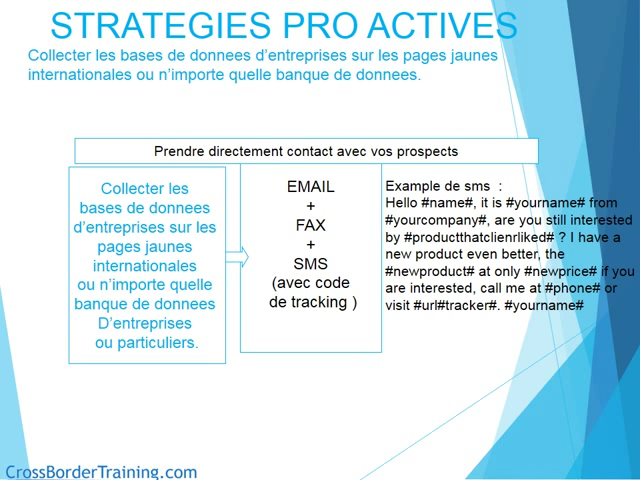 STRATEGIES PRO ACTIVES
Collecter les bases de donnees d’entreprises sur les pages jaunes
internationales ou n’importe quelle banque de donnees.
Prendre directement contact avec vos prospects
Collecter les
bases de donnees
d’entreprises sur les
pages jaunes
internationales
ou n’importe quelle
banque de donnees
D’entreprises
ou particuliers.
EMAIL
+
FAX
+
SMS
(avec code
de tracking )
Example de sms :
Hello #name#, it is #yourname# from
#yourcompany#, are you still interested
by #productthatclienrliked# ? I have a
new product even better, the
#newproduct# at only #newprice# if you
are interested, call me at #phone# or
visit #url#tracker#. #yourname#
CrossBorderTraining.com